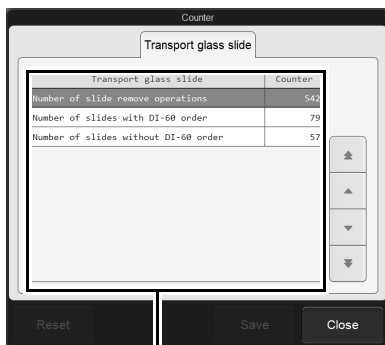 Counter
Transport glass slide
Transport glass slide Counter
Number of slide remove operations 542
Number of slides with DI-60 order 79
Number of slides without DI-60 order 57
Reset Save Close